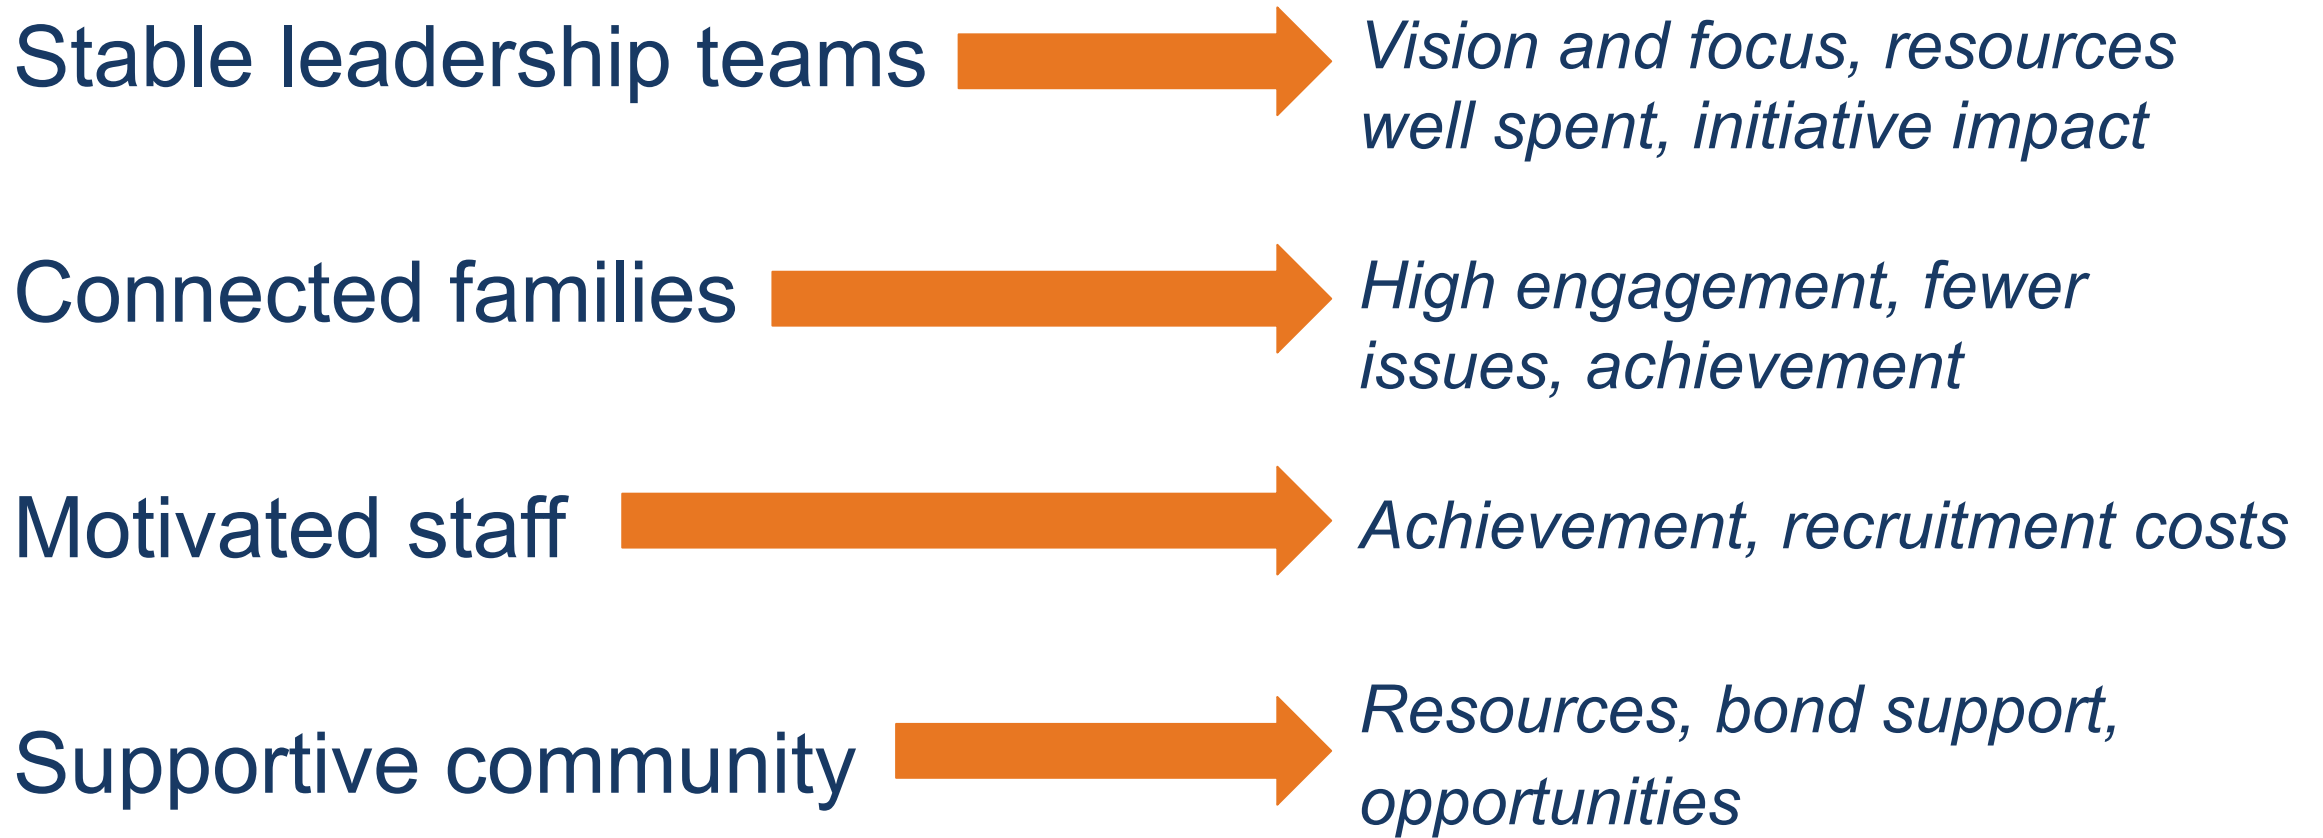 Stable leadership teams
Vision and focus, resources
well spent, initiative impact
Connected families
High engagement, fewer
issues, achievement
Motivated staff
Achievement, recruitment costs
Supportive community
Resources, bond support,
opportunities